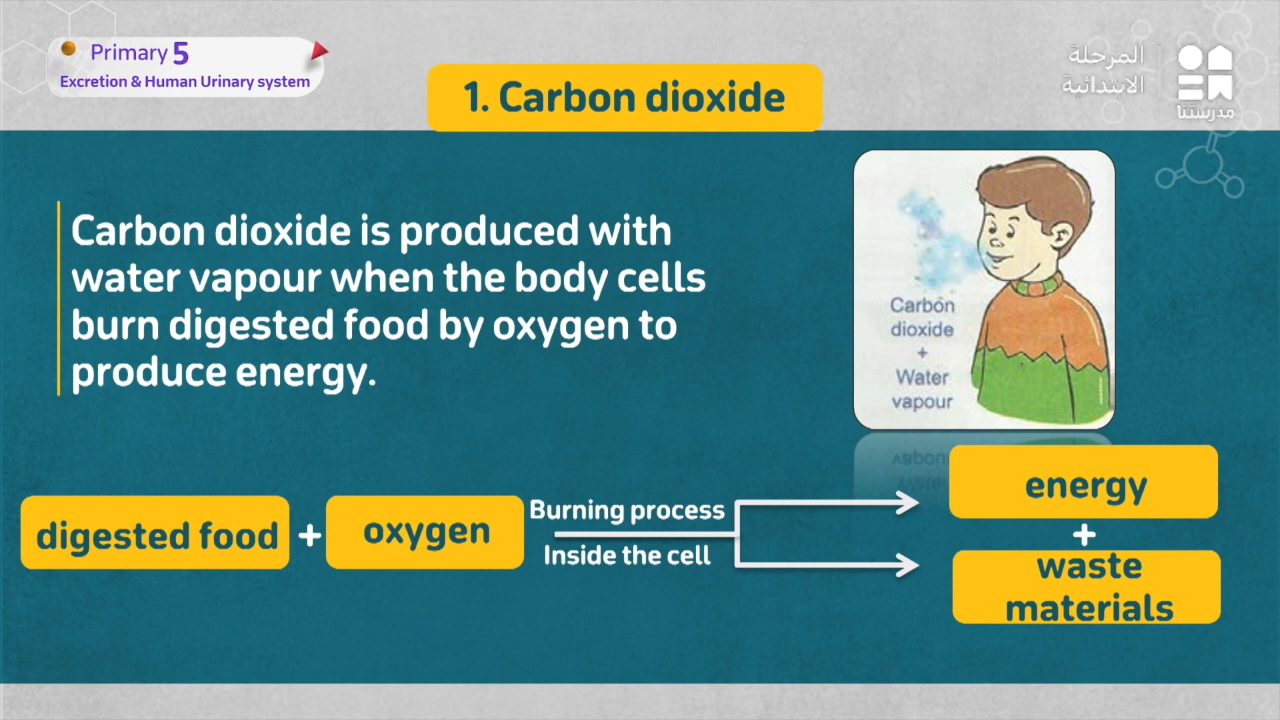 Primary 5
Excretion & Human Urinary system
المرحلة
الابتدائية
مدرستنا
1. Carbon dioxide
Carbon dioxide is produced with
water vapour when the body cells
burn digested food by oxygen to
produce energy.
Carbon
dioxide
+
Water
vapour
digested food + oxygen
Burning process
Inside the cell
energy
+
waste
materials